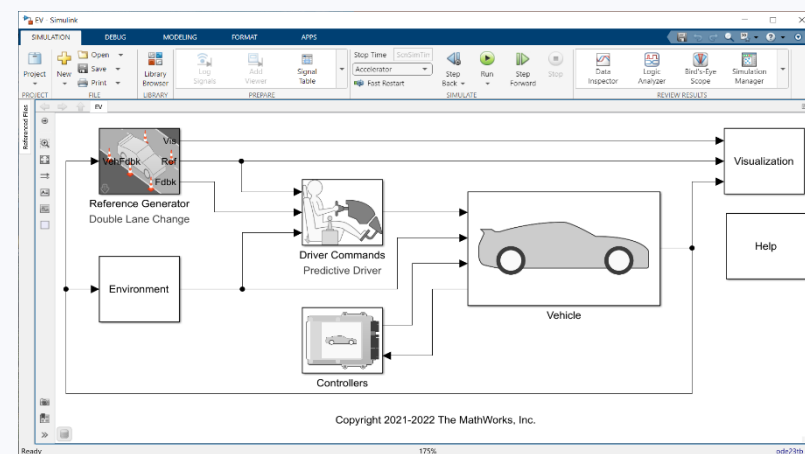 EV - Simulink
SIMULATION DEBUG MODELING FORMAT APPS
Project New Open Save Print Library Browser Log Signals Add Viewer Signal Table Stop Time Accelerator Fast Restart Step Back Run Step Forward Stop Data Inspector Logic Analyzer Bird's-Eye Scope Simulation Manager
PROJECT FILE LIBRARY PREPARE SIMULATE REVIEW RESULTS
Referenced Files
EV
Vis
VehFdbk Ref
Fdbk
Reference Generator
Double Lane Change
Visualization
Driver Commands
Predictive Driver
Help
Environment
Vehicle
Controllers
Copyright 2021-2022 The MathWorks, Inc.
Ready 175% ode23tb